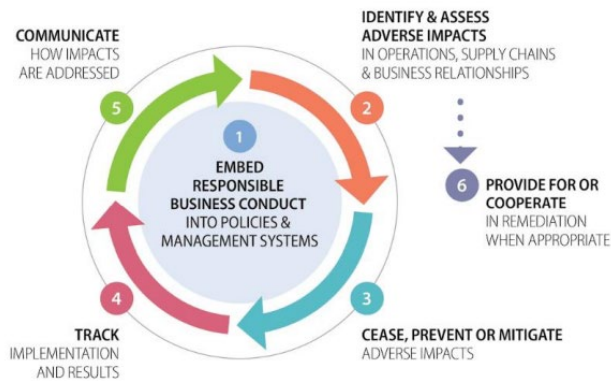 1
EMBED
RESPONSIBLE
BUSINESS CONDUCT
INTO POLICIES &
MANAGEMENT SYSTEMS
2
IDENTIFY & ASSESS
ADVERSE IMPACTS
IN OPERATIONS, SUPPLY CHAINS
& BUSINESS RELATIONSHIPS
3
CEASE, PREVENT OR MITIGATE
ADVERSE IMPACTS
4
TRACK
IMPLEMENTATION
AND RESULTS
5
COMMUNICATE
HOW IMPACTS
ARE ADDRESSED
6
PROVIDE FOR OR
COOPERATE
IN REMEDIATION
WHEN APPROPRIATE